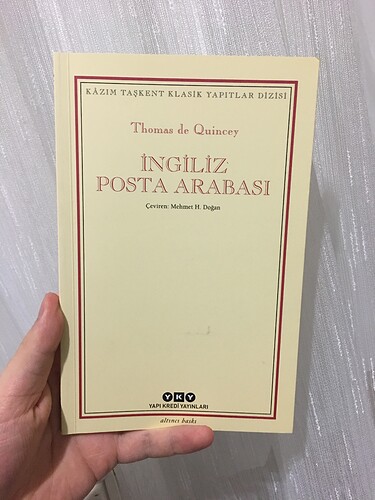 KÂZIM TAŞKENT KLASİK YAPITLAR DİZİSİ
Thomas de Quincey
İNGİLİZ
POSTA ARABASI
Çeviren: Mehmet H. Doğan
YKY
YAPI KREDİ YAYINLARI
altıncı baskı